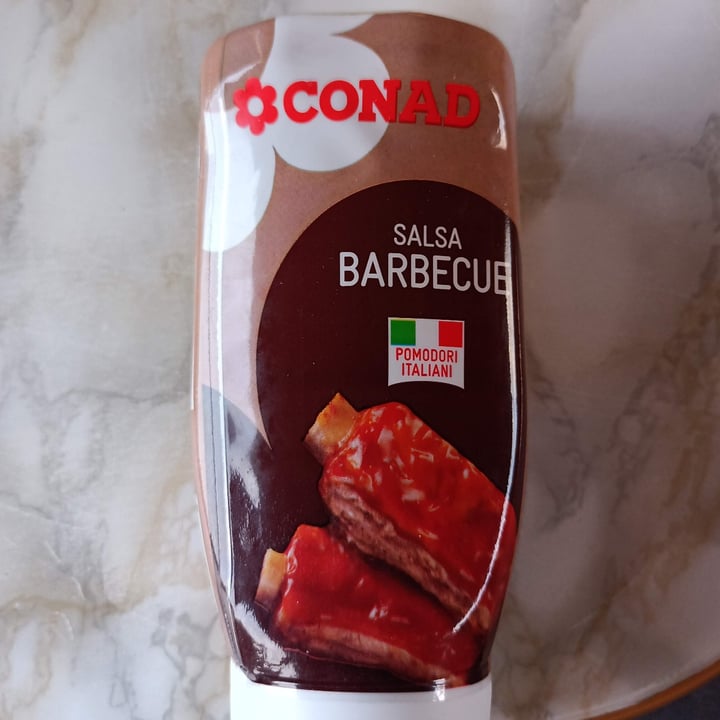 CONAD
SALSA
BARBECUE
POMODORI
ITALIANI